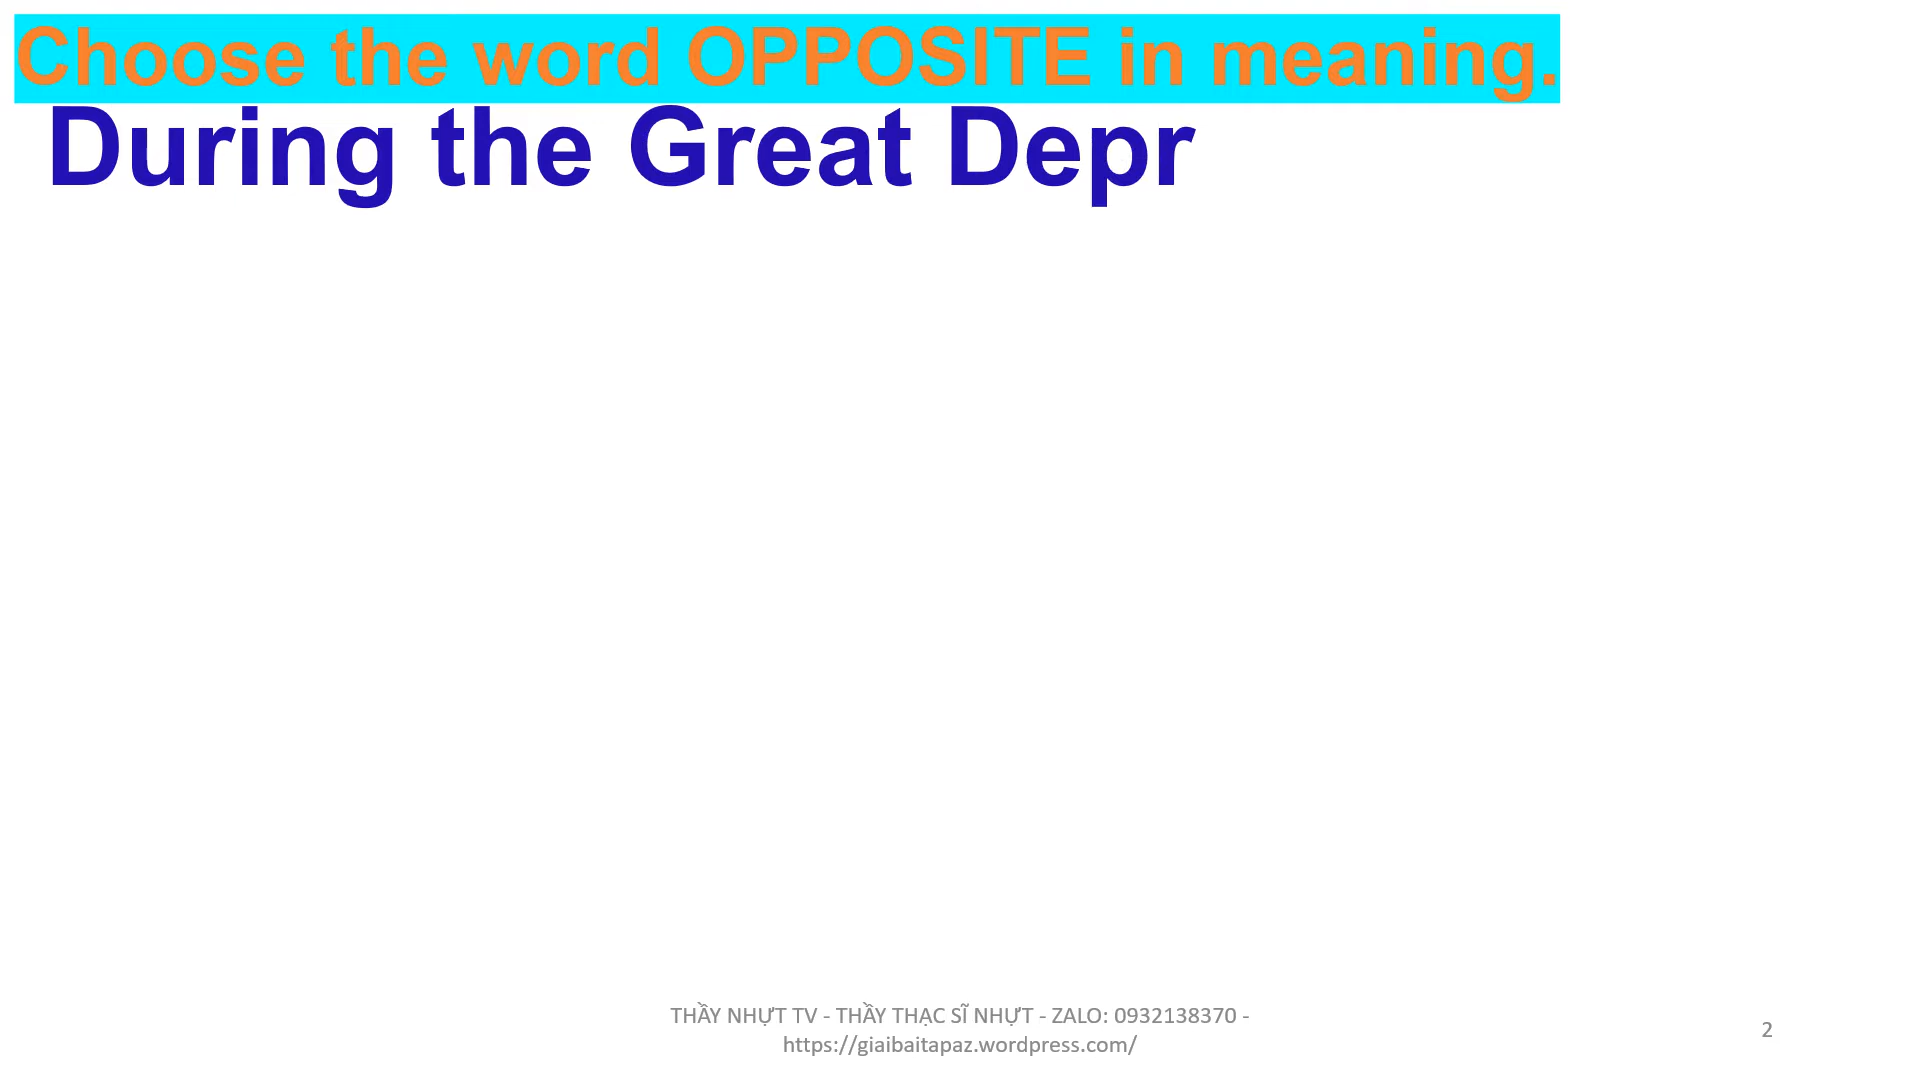 Choose the word OPPOSITE in meaning.
During the Great Depr
THẦY NHỰT TV - THẦY THẠC SĨ NHỰT - ZALO: 0932138370 -
https://giaibaitapaz.wordpress.com/
2